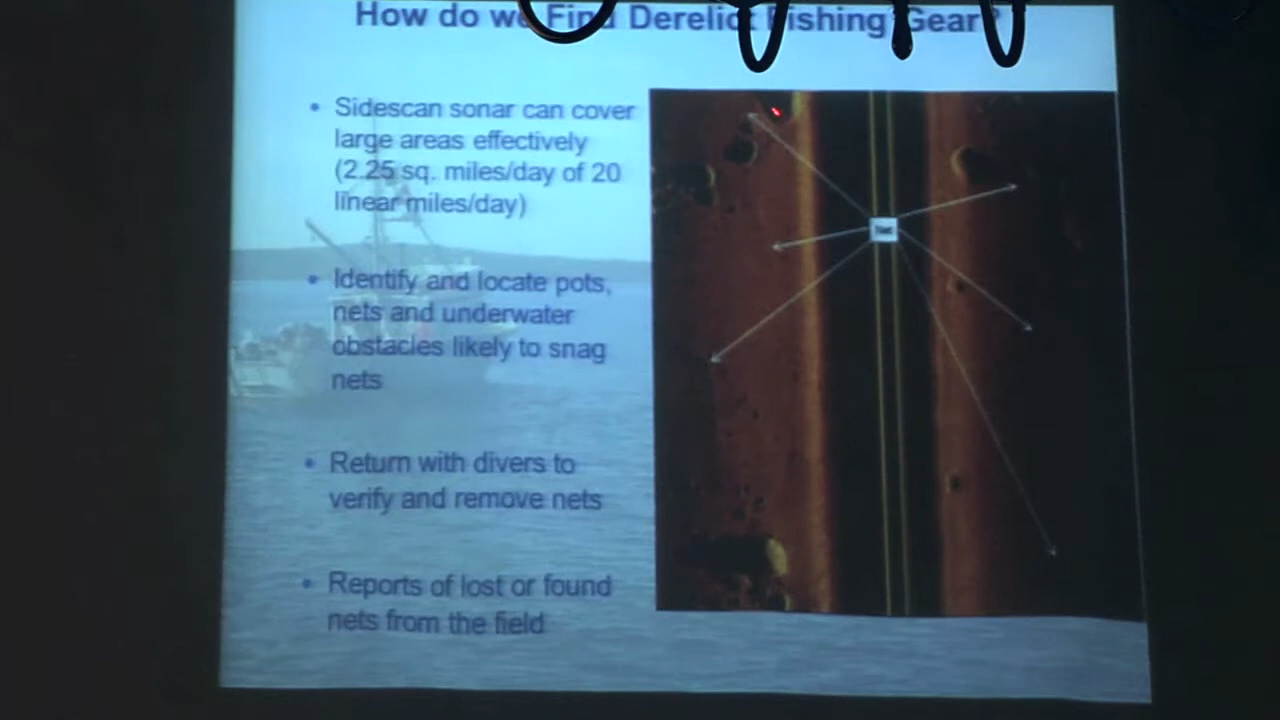 How do we Find Derelict Fishing Gear?
• Sidescan sonar can cover
large areas effectively
(2.25 sq. miles/day of 20
linear miles/day)
• Identify and locate pots,
nets and underwater
obstacles likely to snag
nets
• Return with divers to
verify and remove nets
• Reports of lost or found
nets from the field
Net